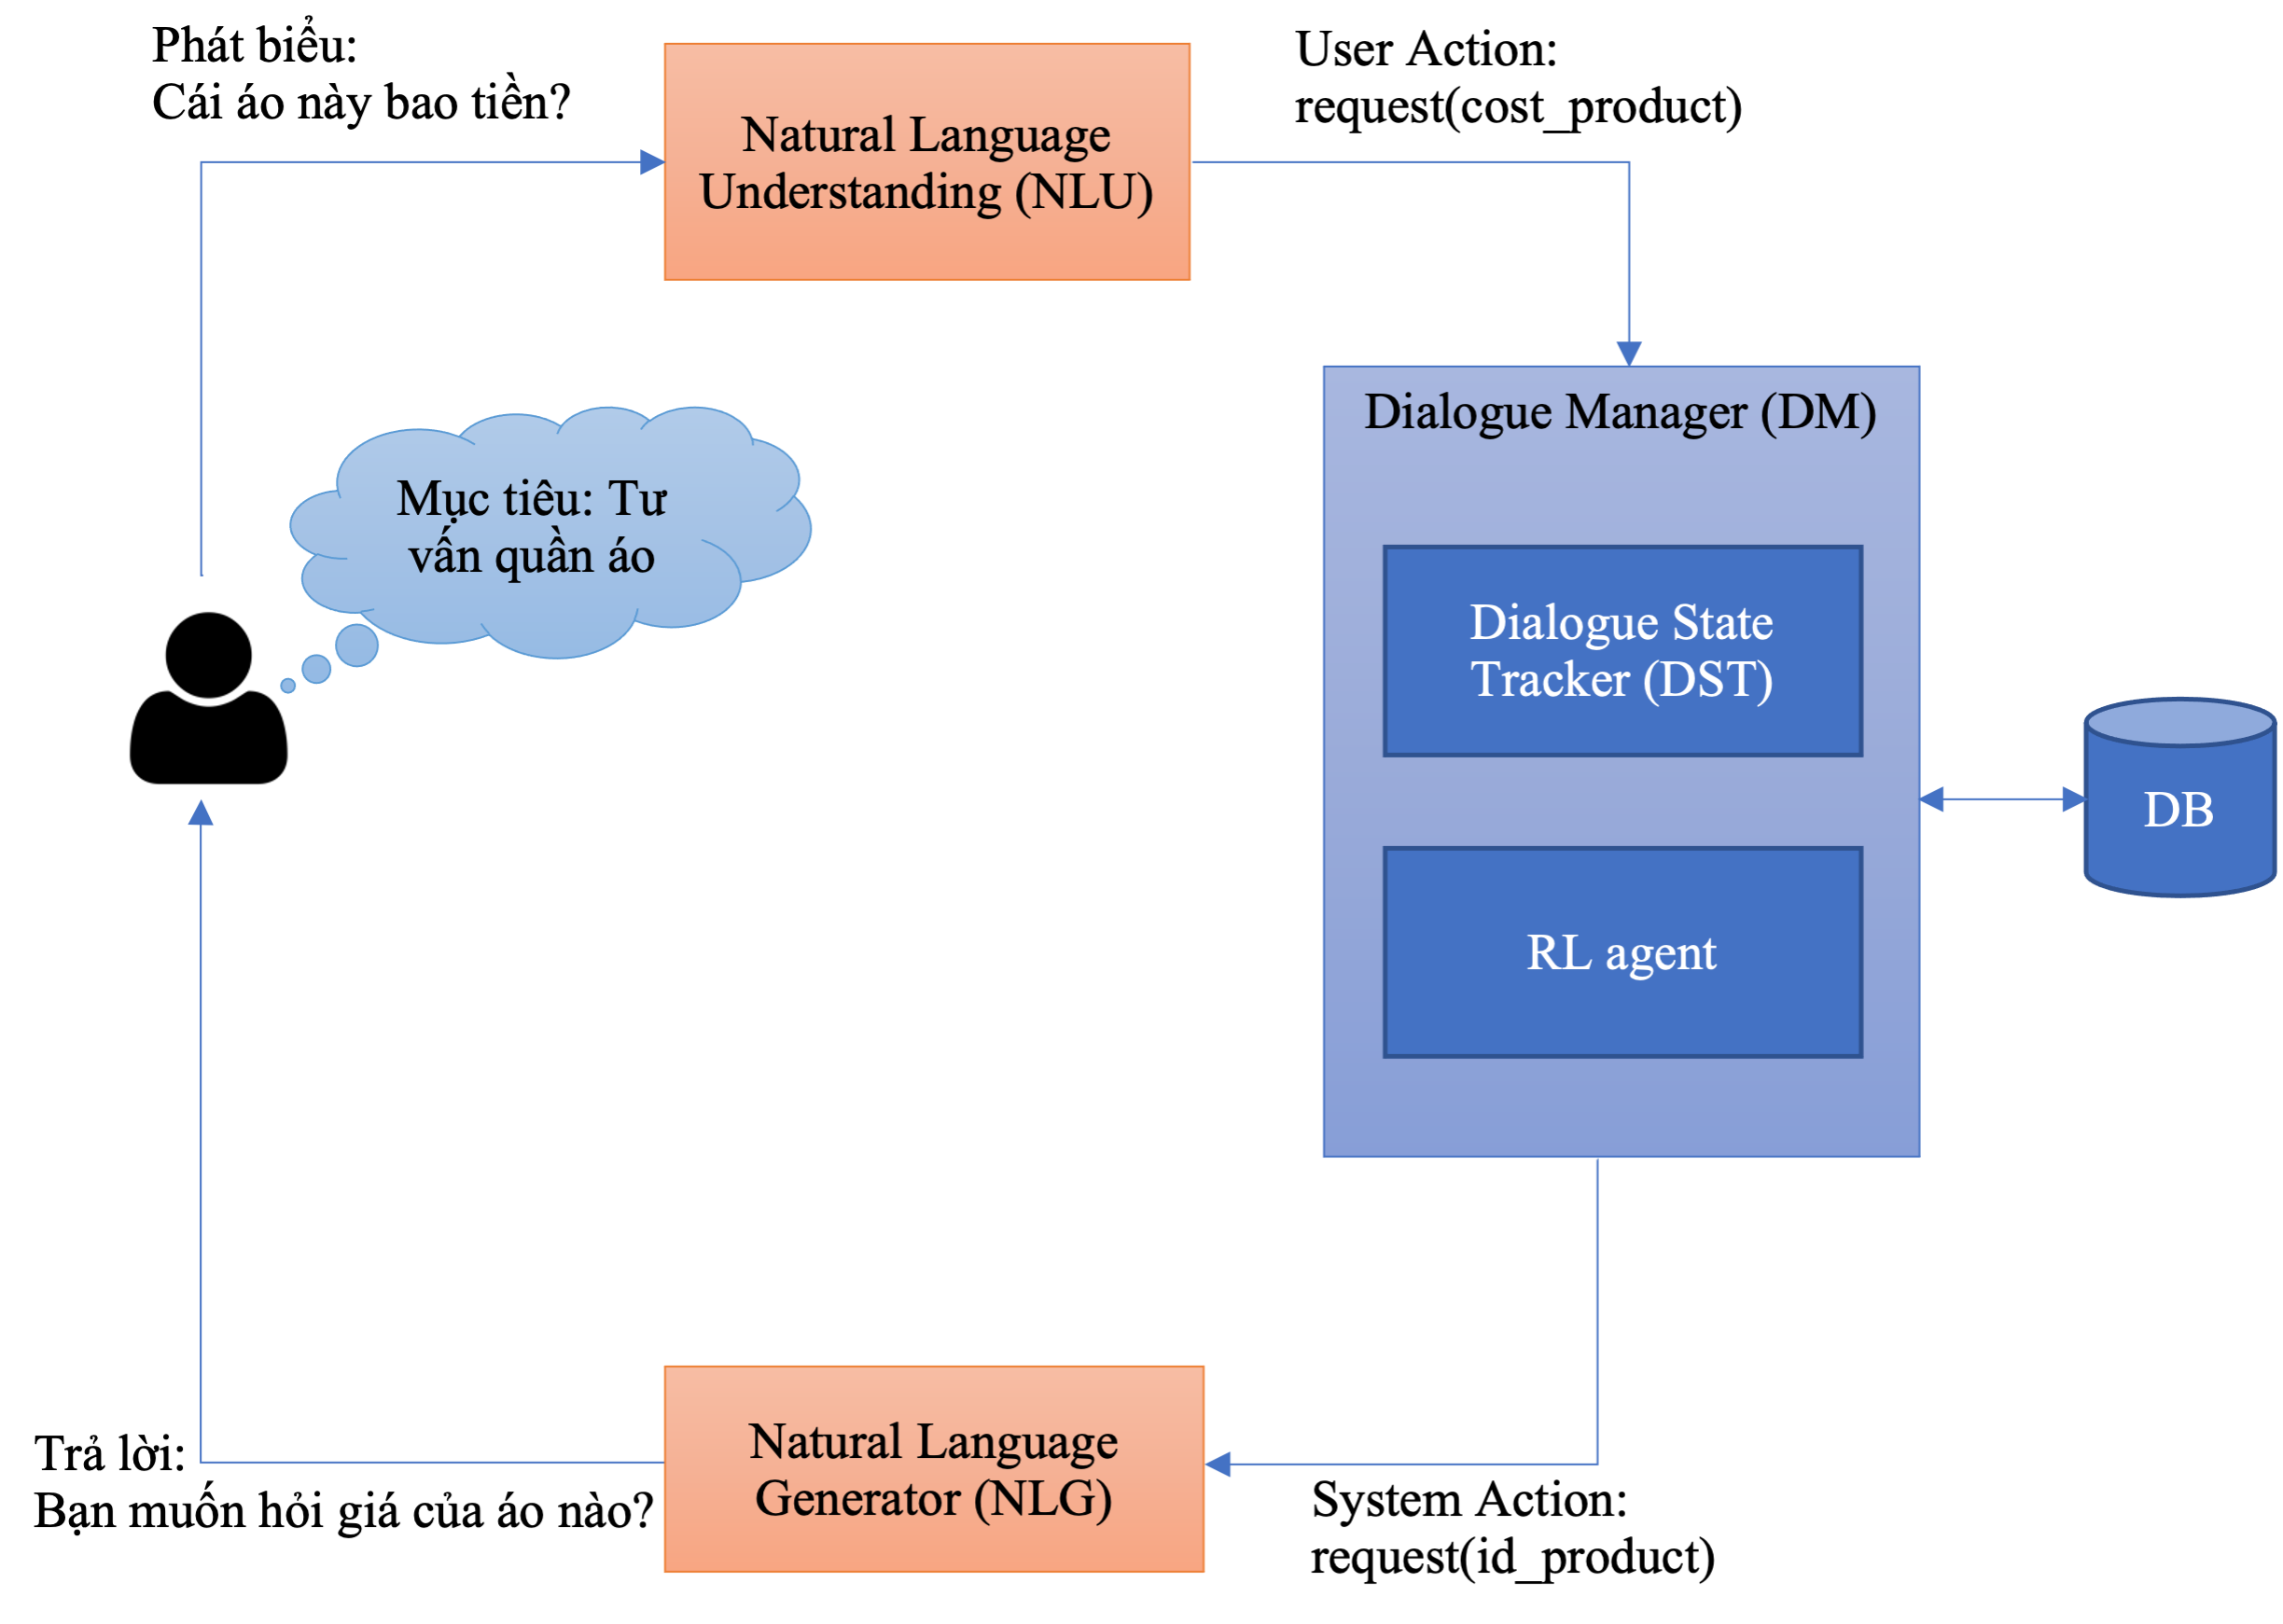 Phát biểu:
Cái áo này bao tiền?
Natural Language
Understanding (NLU)
User Action:
request(cost_product)
Mục tiêu: Tư
vấn quần áo
Dialogue Manager (DM)
Dialogue State
Tracker (DST)
RL agent
DB
Trả lời:
Bạn muốn hỏi giá của áo nào?
Natural Language
Generator (NLG)
System Action:
request(id_product)